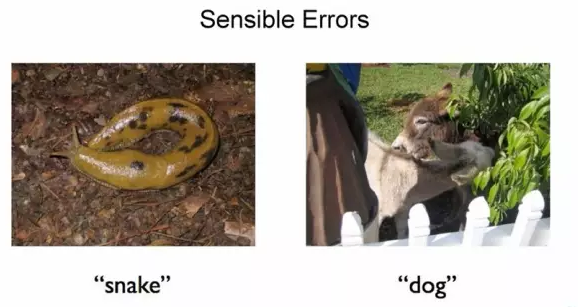 Sensible Errors
“snake”
“dog”